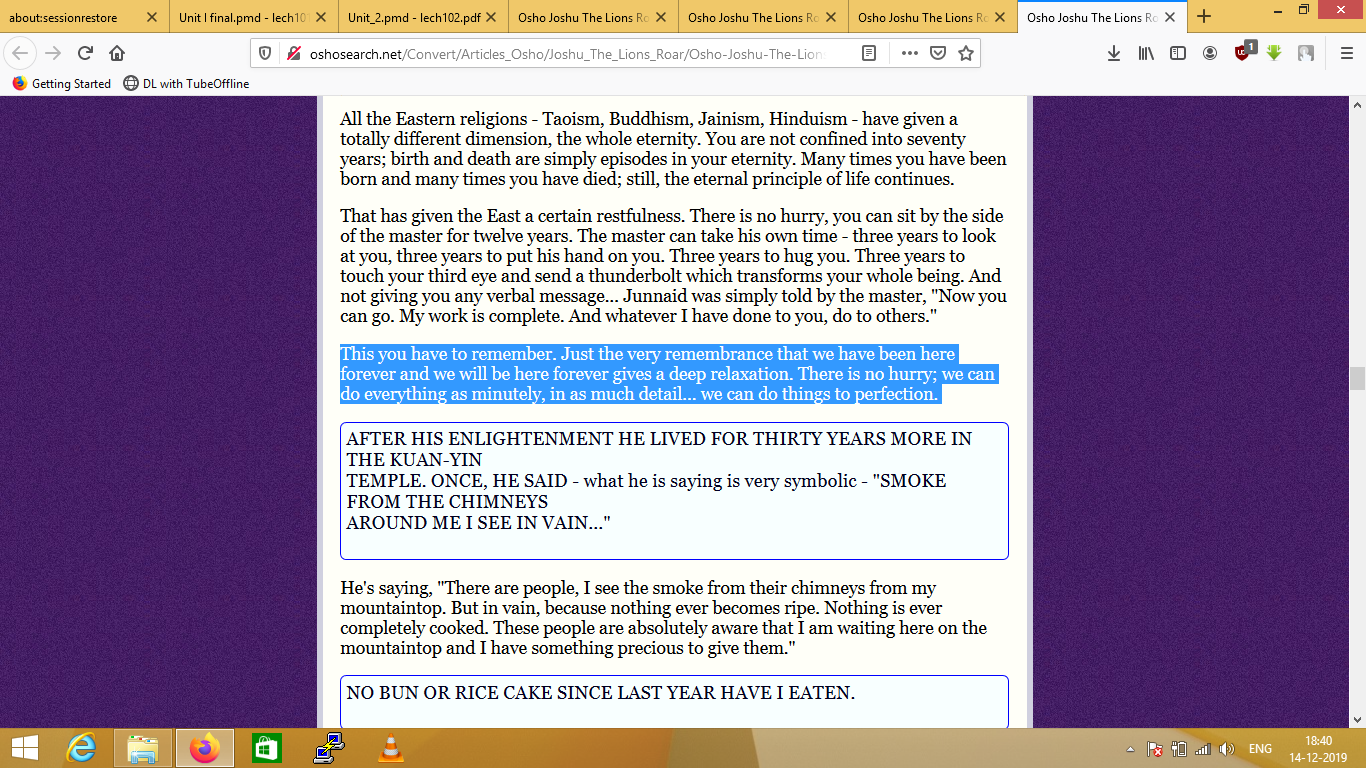 about:sessionrestore
Unit I final.pmd - lech101
Unit_2.pmd - lech102.pdf
Osho Joshu The Lions Ro
Osho Joshu The Lions Ro
Osho Joshu The Lions Ro
Osho Joshu The Lions Ro
oshosearch.net/Convert/Articles_Osho/Joshu_The_Lions_Roar/Osho-Joshu-The-Lion
1
Getting Started
DL with TubeOffline
All the Eastern religions - Taoism, Buddhism, Jainism, Hinduism - have given a
totally different dimension, the whole eternity. You are not confined into seventy
years; birth and death are simply episodes in your eternity. Many times you have been
born and many times you have died; still, the eternal principle of life continues.
That has given the East a certain restfulness. There is no hurry, you can sit by the side
of the master for twelve years. The master can take his own time - three years to look
at you, three years to put his hand on you. Three years to hug you. Three years to
touch your third eye and send a thunderbolt which transforms your whole being. And
not giving you any verbal message... Junnaid was simply told by the master, "Now you
can go. My work is complete. And whatever I have done to you, do to others."
This you have to remember. Just the very remembrance that we have been here
forever and we will be here forever gives a deep relaxation. There is no hurry; we can
do everything as minutely, in as much detail... we can do things to perfection.
AFTER HIS ENLIGHTENMENT HE LIVED FOR THIRTY YEARS MORE IN
THE KUAN-YIN
TEMPLE. ONCE, HE SAID - what he is saying is very symbolic - "SMOKE
FROM THE CHIMNEYS
AROUND ME I SEE IN VAIN..."
He's saying, "There are people, I see the smoke from their chimneys from my
mountaintop. But in vain, because nothing ever becomes ripe. Nothing is ever
completely cooked. These people are absolutely aware that I am waiting here on the
mountaintop and I have something precious to give them."
NO BUN OR RICE CAKE SINCE LAST YEAR HAVE I EATEN.
ENG
18:40
14-12-2019